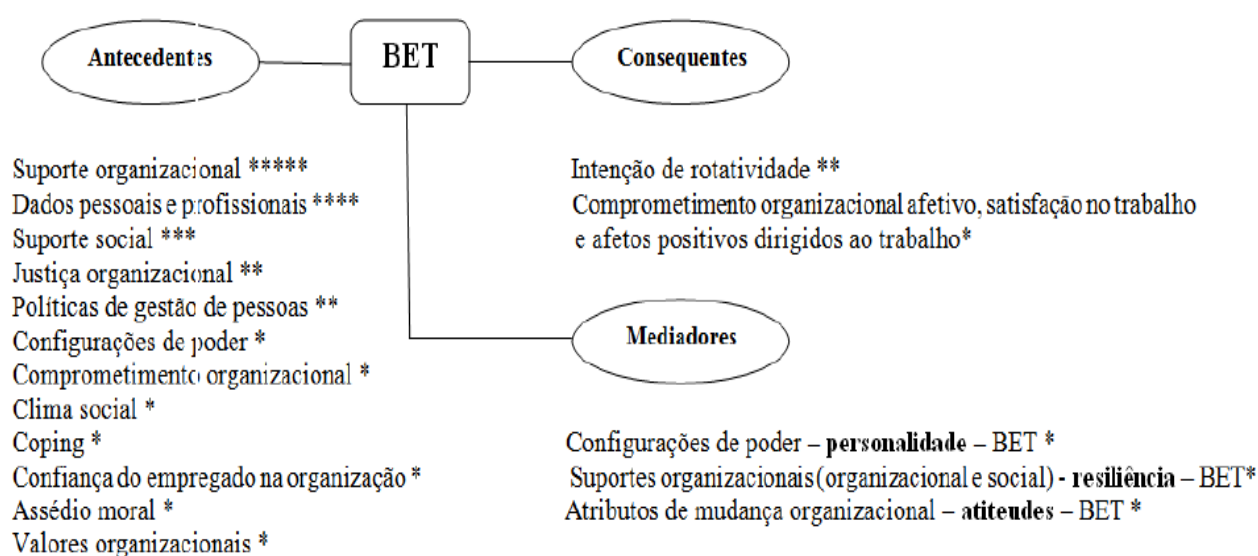 Antecedentes
BET
Consequentes
Suporte organizacional *****
Dados pessoais e profissionais ****
Suporte social ***
Justiça organizacional **
Políticas de gestão de pessoas **
Configurações de poder *
Comprometimento organizacional *
Clima social *
Coping *
Confiança do empregado na organização *
Assédio moral *
Valores organizacionais *
Intenção de rotatividade **
Comprometimento organizacional afetivo, satisfação no trabalho
e afetos positivos dirigidos ao trabalho*
Mediadores
Configurações de poder – personalidade – BET *
Suportes organizacionais (organizacional e social) - resiliência – BET*
Atributos de mudança organizacional – atiteudes – BET *